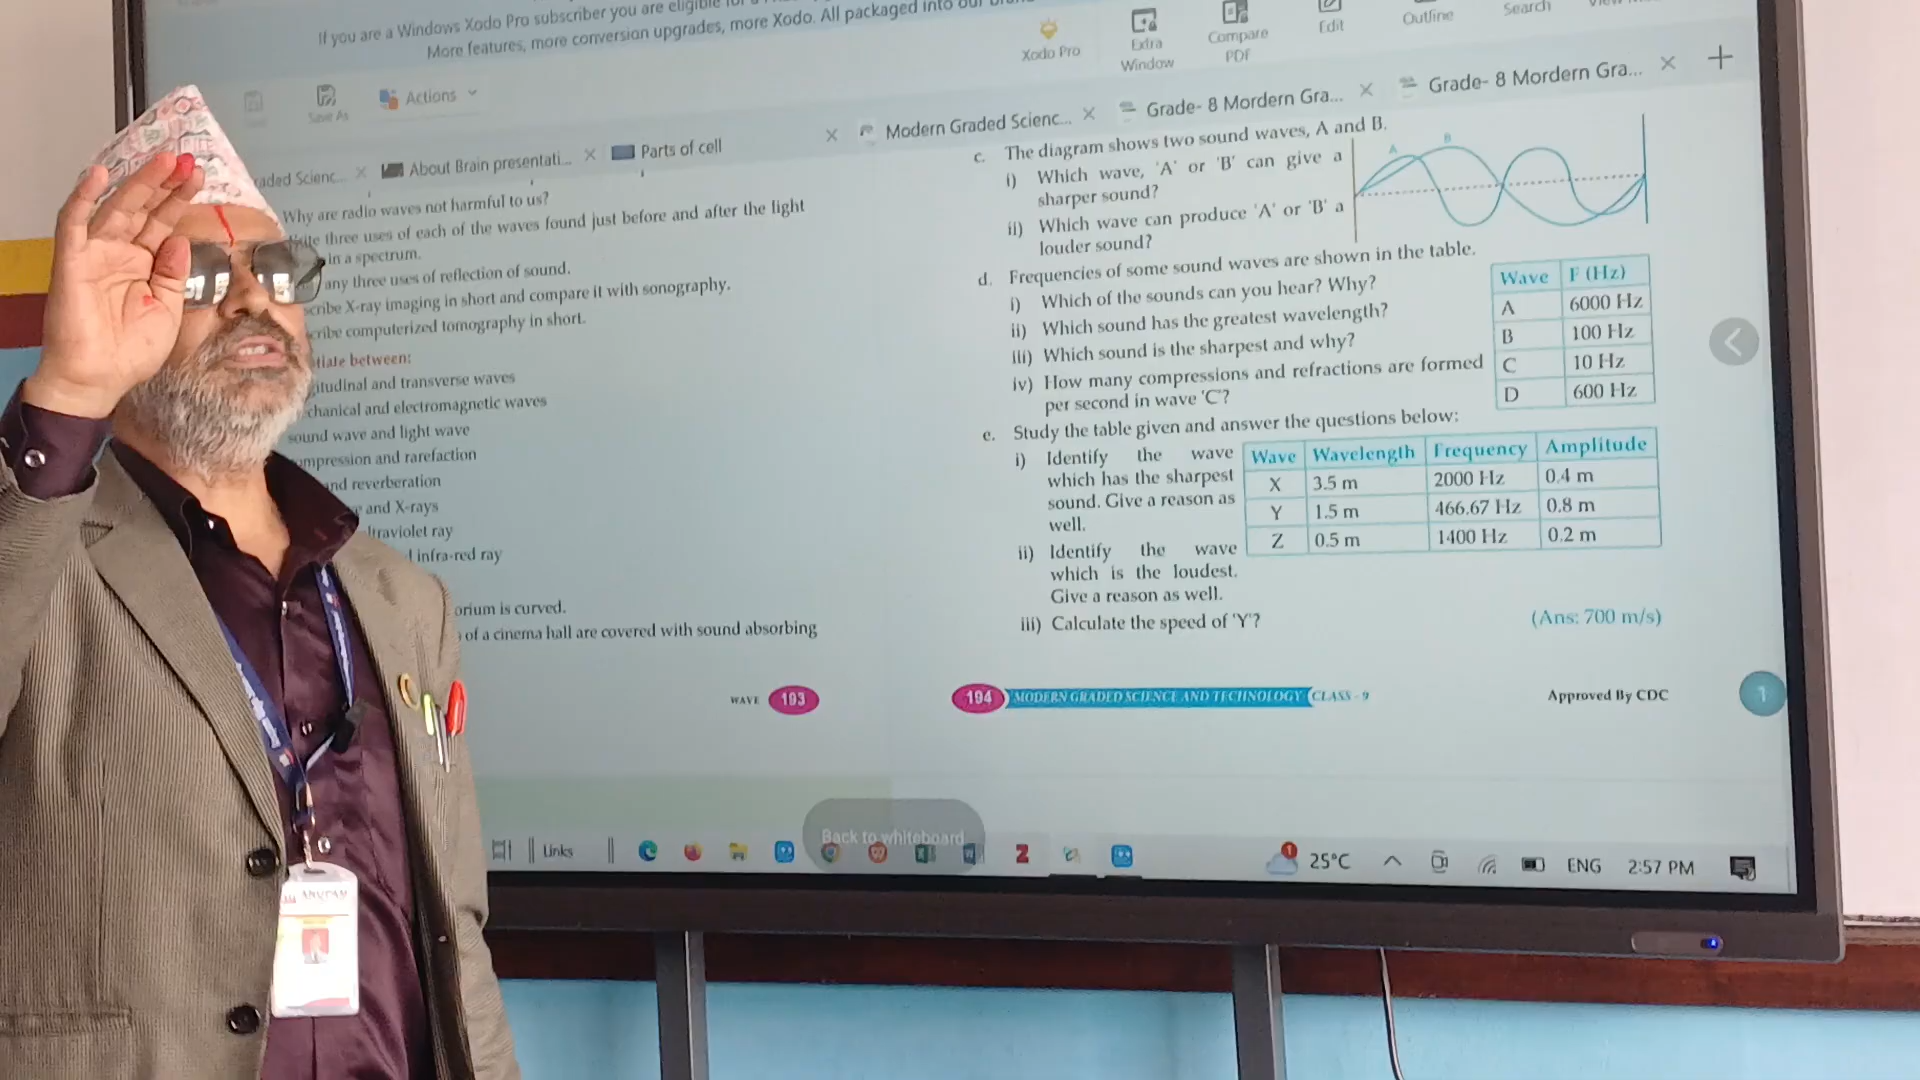 If you are a Windows Xodo Pro subscriber you are eligible
More features, more conversion upgrades, more Xodo. All packaged into our
Xodo Pro
Extra Window
Compare PDF
Edit
Outline
Search
Save As
Actions
aded Scienc...
About Brain presentati...
Parts of cell
Modern Graded Scienc...
Grade- 8 Mordern Gra...
Grade- 8 Mordern Gra...
Why are radio waves not harmful to us?
three uses of each of the waves found just before and after the light
in a spectrum.
any three uses of reflection of sound.
cribe X-ray imaging in short and compare it with sonography.
cribe computerized tomography in short.
tiate between:
itudinal and transverse waves
chanical and electromagnetic waves
sound wave and light wave
ompression and rarefaction
and reverberation
and X-rays
ltraviolet ray
infra-red ray
orium is curved.
of a cinema hall are covered with sound absorbing
WAVE 193
c. The diagram shows two sound waves, A and B.
i) Which wave, 'A' or 'B' can give a
sharper sound?
ii) Which wave can produce 'A' or 'B' a
louder sound?
A B
d. Frequencies of some sound waves are shown in the table.
i) Which of the sounds can you hear? Why?
ii) Which sound has the greatest wavelength?
iii) Which sound is the sharpest and why?
iv) How many compressions and refractions are formed
per second in wave 'C'?
Wave F (Hz)
A 6000 Hz
B 100 Hz
C 10 Hz
D 600 Hz
e. Study the table given and answer the questions below:
i) Identify the wave
which has the sharpest
sound. Give a reason as
well.
ii) Identify the wave
which is the loudest.
Give a reason as well.
iii) Calculate the speed of 'Y'?
(Ans: 700 m/s)
Wave Wavelength Frequency Amplitude
X 3.5 m 2000 Hz 0.4 m
Y 1.5 m 466.67 Hz 0.8 m
Z 0.5 m 1400 Hz 0.2 m
194 MODERN GRADED SCIENCE AND TECHNOLOGY CLASS - 9
Approved By CDC
1
Back to whiteboard
Links
25°C
ENG
2:57 PM